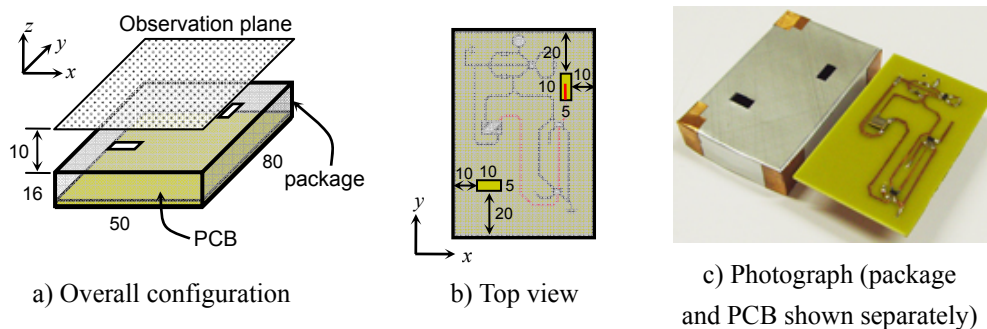 Observation plane
z
y
x
10
16
50
80
package
PCB
a) Overall configuration
20
10
10
5
10
10
5
20
y
x
b) Top view
c) Photograph (package
and PCB shown separately)